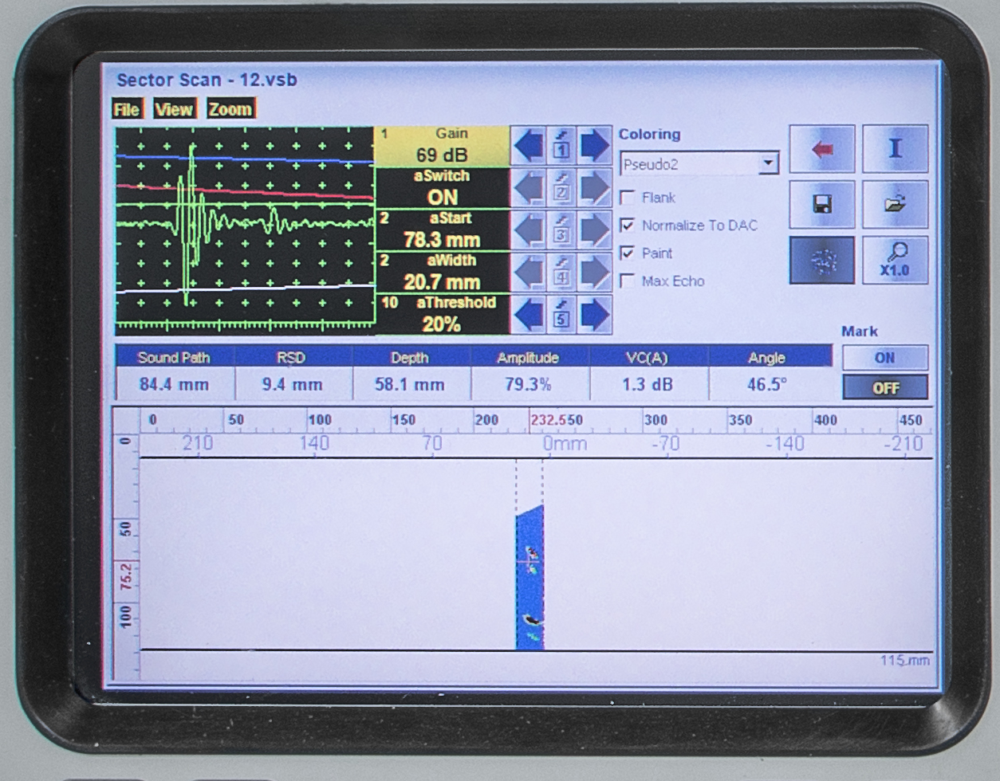 Sector Scan - 12.vsb
File View Zoom
1 Gain
69 dB
aSwitch
ON
2 aStart
78.3 mm
2 aWidth
20.7 mm
10 aThreshold
20%
1
2
3
4
5
Coloring
Pseudo2
Flank
Normalize To DAC
Paint
Max Echo
I
X1.0
Mark
ON
OFF
Sound Path RSD Depth Amplitude VC(A) Angle
84.4 mm 9.4 mm 58.1 mm 79.3% 1.3 dB 46.5°
0 50 100 150 200 232.550 300 350 400 450
210 140 70 0mm -70 -140 -210
0
50
75.2
100
115 mm